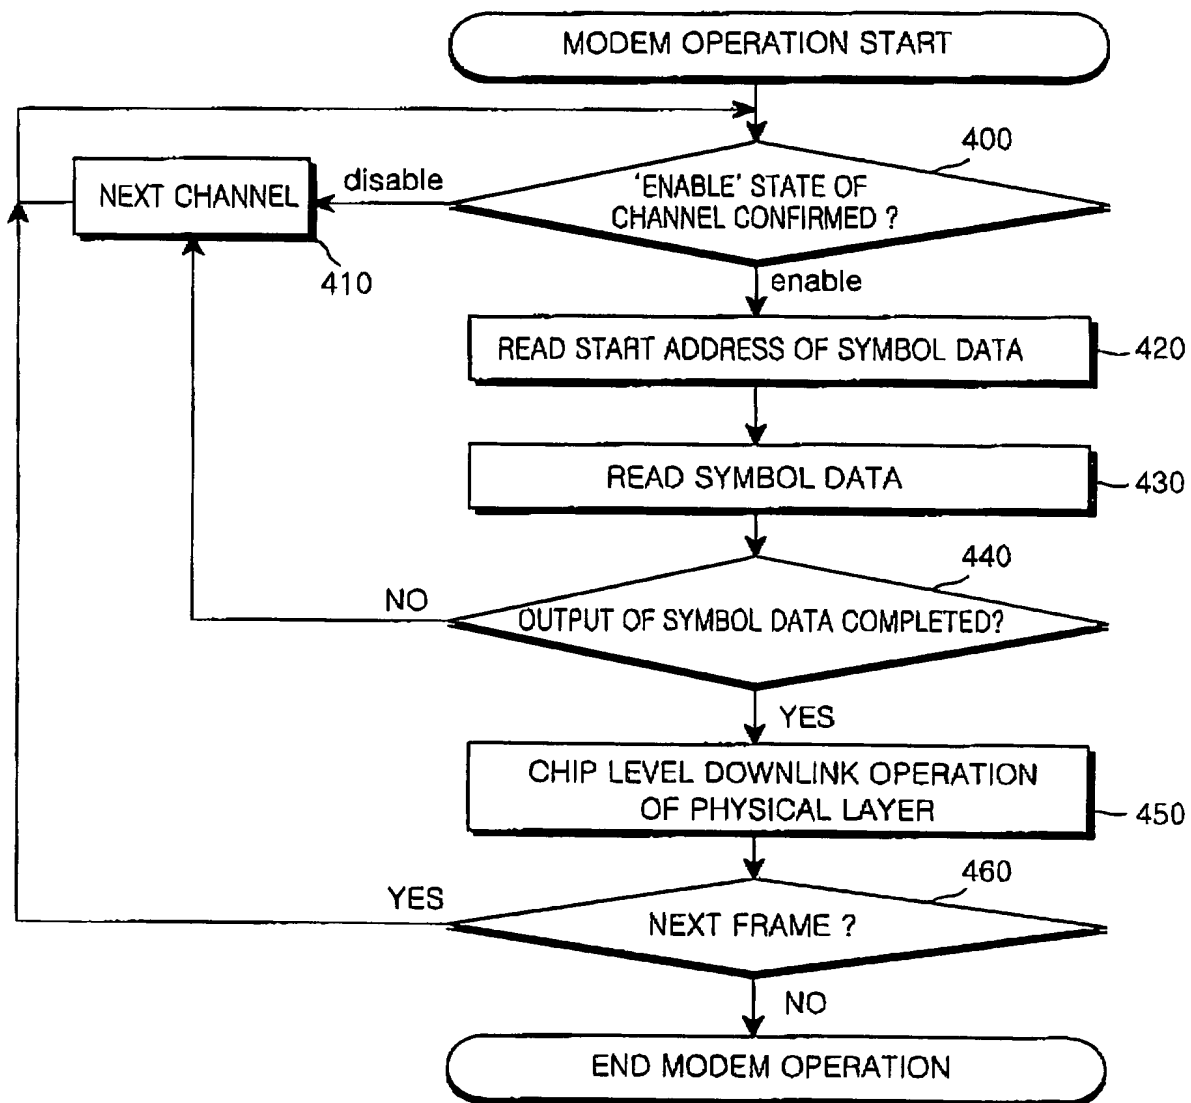 MODEM OPERATION START
400
'ENABLE' STATE OF
CHANNEL CONFIRMED ?
disable
NEXT CHANNEL
410
enable
READ START ADDRESS OF SYMBOL DATA
420
READ SYMBOL DATA
430
440
NO
OUTPUT OF SYMBOL DATA COMPLETED?
YES
CHIP LEVEL DOWNLINK OPERATION
OF PHYSICAL LAYER
450
460
YES
NEXT FRAME ?
NO
END MODEM OPERATION